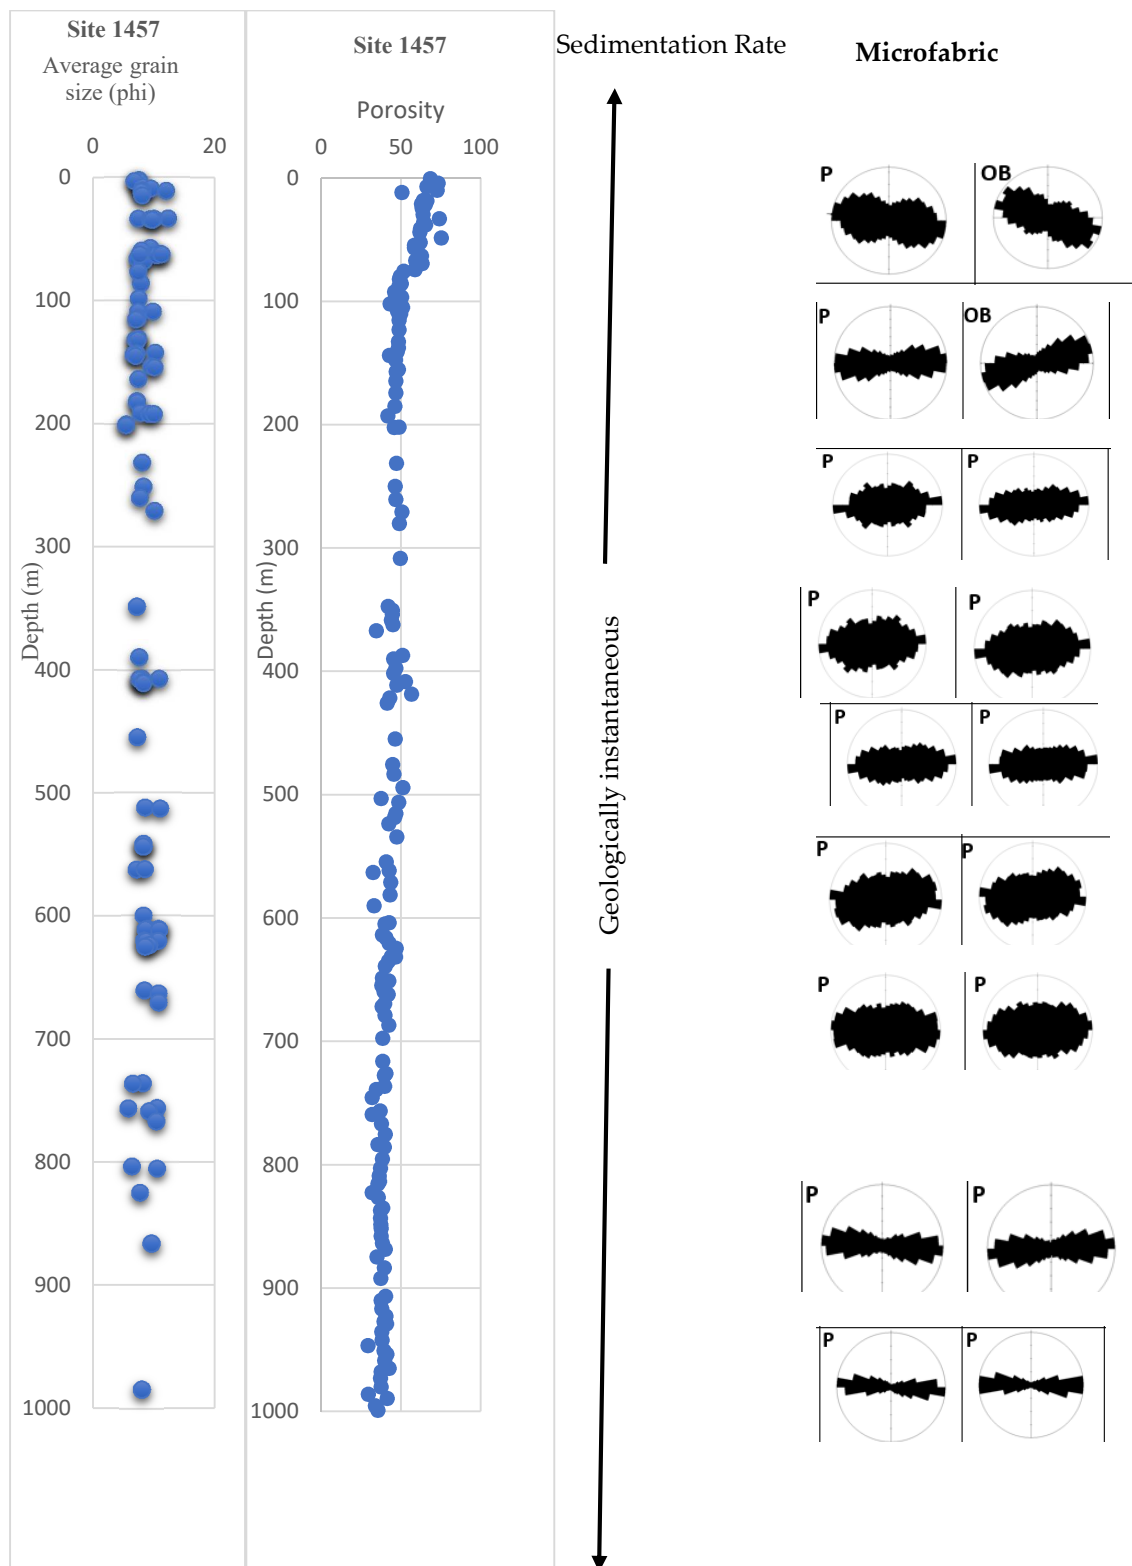 Site 1457
Average grain
size (phi)
0 20
0
100
200
300
400
500
600
700
800
900
1000
Depth (m)
Site 1457
Porosity
0 50 100
0
100
200
300
400
500
600
700
800
900
1000
Depth (m)
Sedimentation Rate
Geologically instantaneous
Microfabric
P OB
P OB
P P
P P
P P
P P
P P
P P
P P